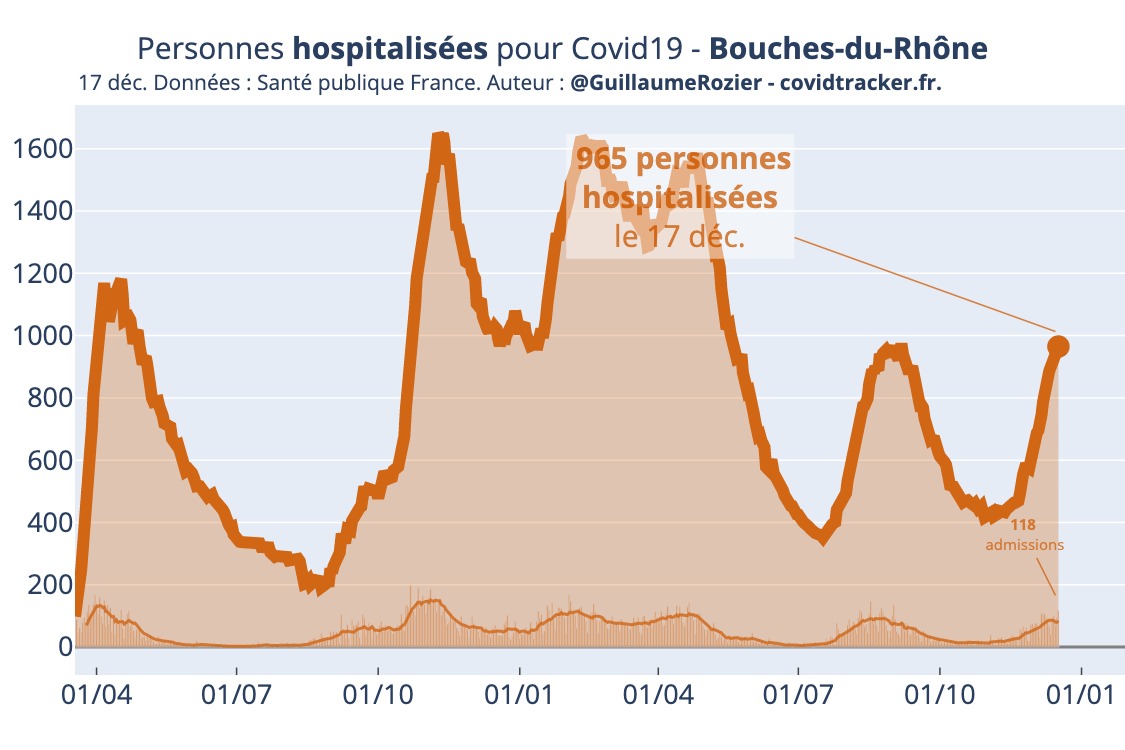 Personnes hospitalisées pour Covid19 - Bouches-du-Rhône
17 déc. Données : Santé publique France. Auteur : @GuillaumeRozier - covidtracker.fr.
1600
1400
1200
1000
800
600
400
200
0
965 personnes
hospitalisées
le 17 déc.
118
admissions
01/04 01/07 01/10 01/01 01/04 01/07 01/10 01/01